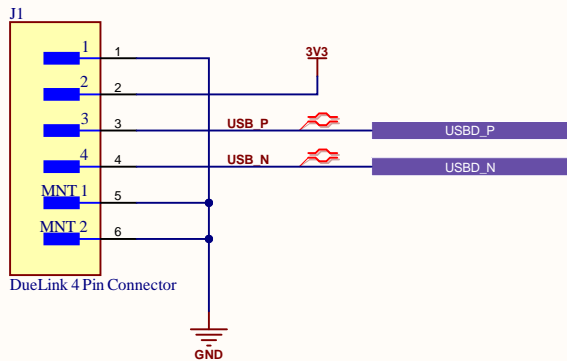 J1
1 1
3V3
2 2
3 3 USB_P USBD_P
4 4 USB_N USBD_N
MNT 1 5
MNT 2 6
DueLink 4 Pin Connector
GND